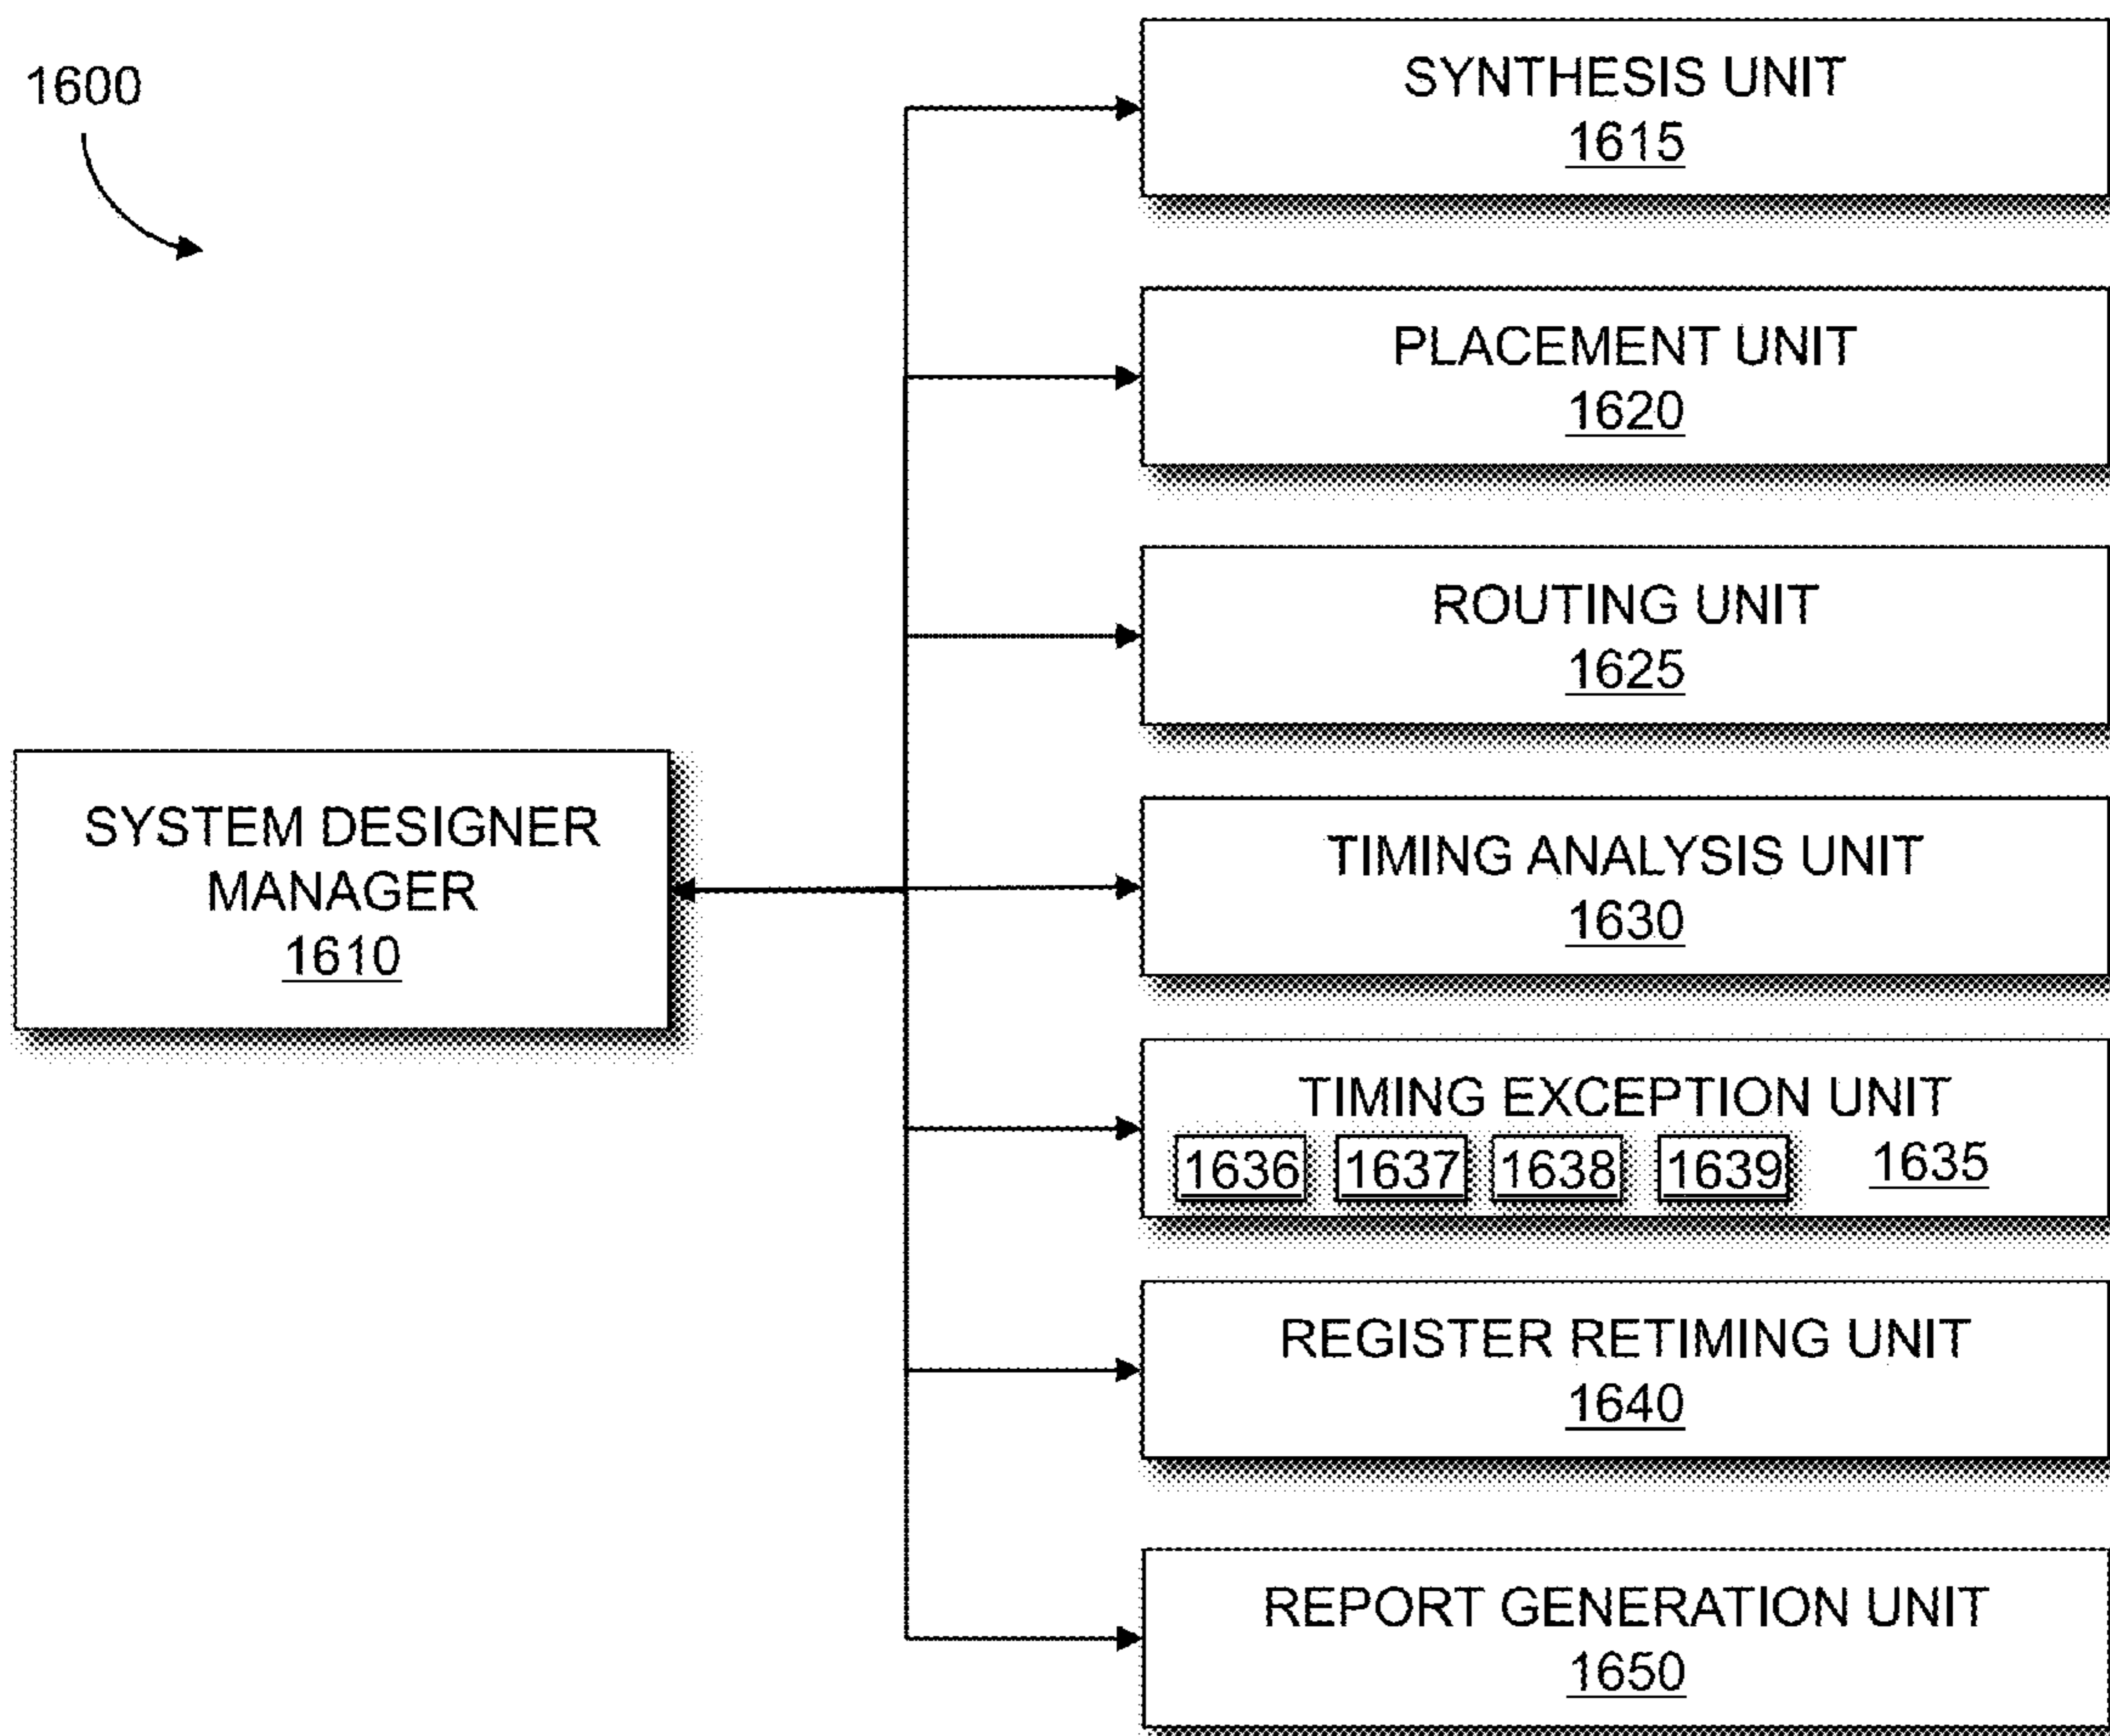 1600
SYNTHESIS UNIT
1615
PLACEMENT UNIT
1620
ROUTING UNIT
1625
SYSTEM DESIGNER
MANAGER
1610
TIMING ANALYSIS UNIT
1630
TIMING EXCEPTION UNIT
1636 1637 1638 1639 1635
REGISTER RETIMING UNIT
1640
REPORT GENERATION UNIT
1650